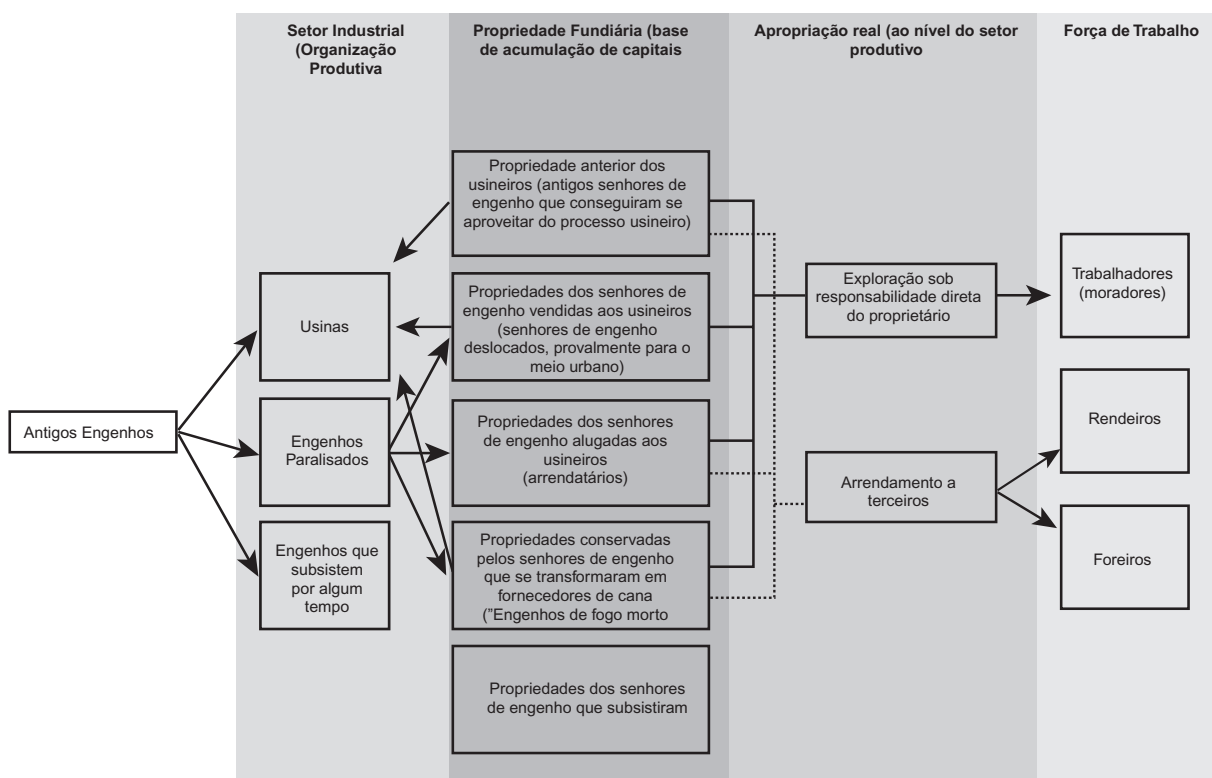 Setor Industrial
(Organização
Produtiva
Propriedade Fundiária (base
de acumulação de capitais
Apropriação real (ao nível do setor
produtivo
Força de Trabalho
Antigos Engenhos
Usinas
Engenhos
Paralisados
Engenhos que
subsistem
por algum
tempo
Propriedade anterior dos
usineiros (antigos senhores de
engenho que conseguiram se
aproveitar do processo usineiro)
Propriedades dos senhores de
engenho vendidas aos usineiros
(senhores de engenho
deslocados, provalmente para o
meio urbano)
Propriedades dos senhores
de engenho alugadas aos
usineiros
(arrendatários)
Propriedades conservadas
pelos senhores de engenho
que se transformaram em
fornecedores de cana
("Engenhos de fogo morto
Propriedades dos senhores
de engenho que subsistiram
Exploração sob
responsabilidade direta
do proprietário
Arrendamento a
terceiros
Trabalhadores
(moradores)
Rendeiros
Foreiros